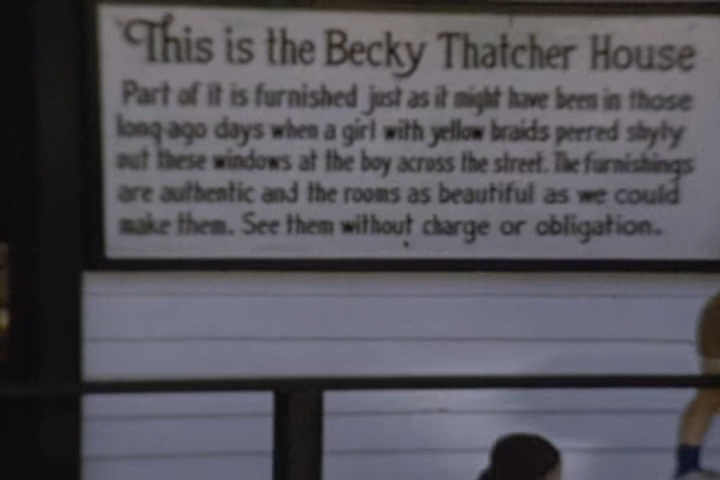 This is the Becky Thatcher House
Part of it is furnished just as it might have been in those
long-ago days when a girl with yellow braids peered shyly
out these windows at the boy across the street. The furnishings
are authentic and the rooms as beautiful as we could
make them. See them without charge or obligation.